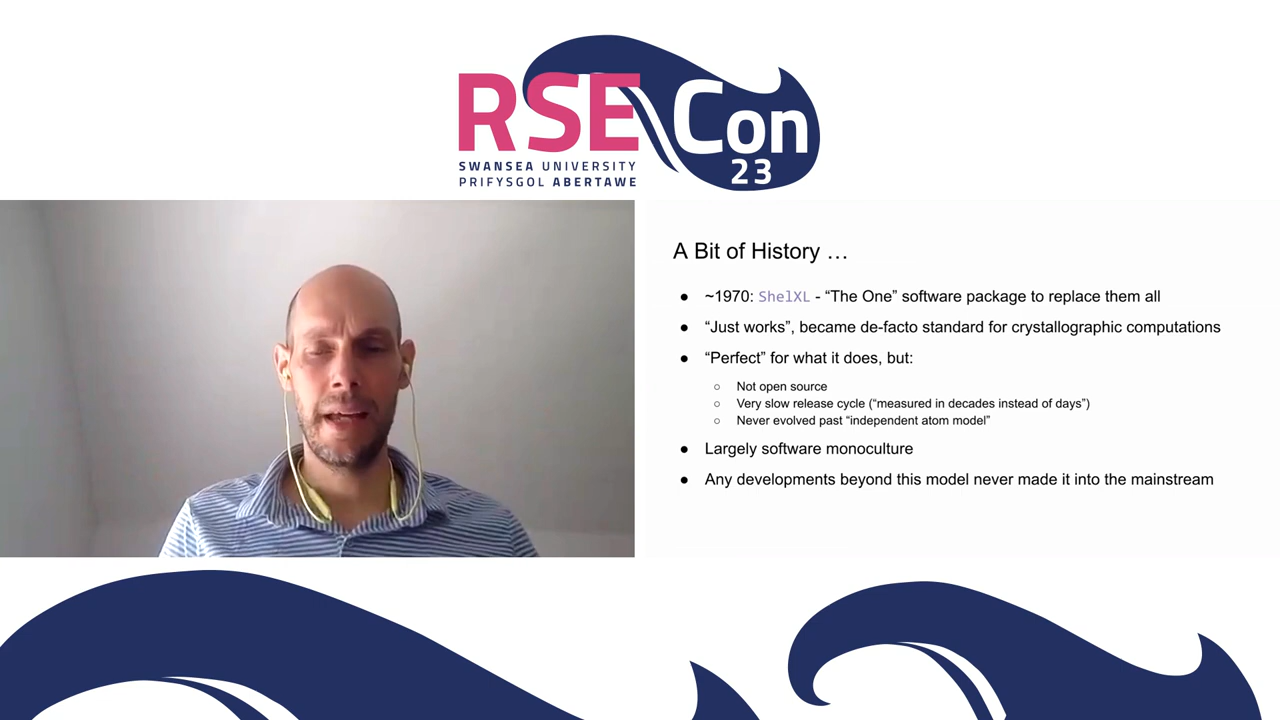 RSE Con
23
SWANSEA UNIVERSITY
PRIFYSGOL ABERTAWE
A Bit of History …
● ~1970: ShelXL - “The One” software package to replace them all
● “Just works”, became de-facto standard for crystallographic computations
● “Perfect” for what it does, but:
○ Not open source
○ Very slow release cycle (“measured in decades instead of days”)
○ Never evolved past “independent atom model”
● Largely software monoculture
● Any developments beyond this model never made it into the mainstream